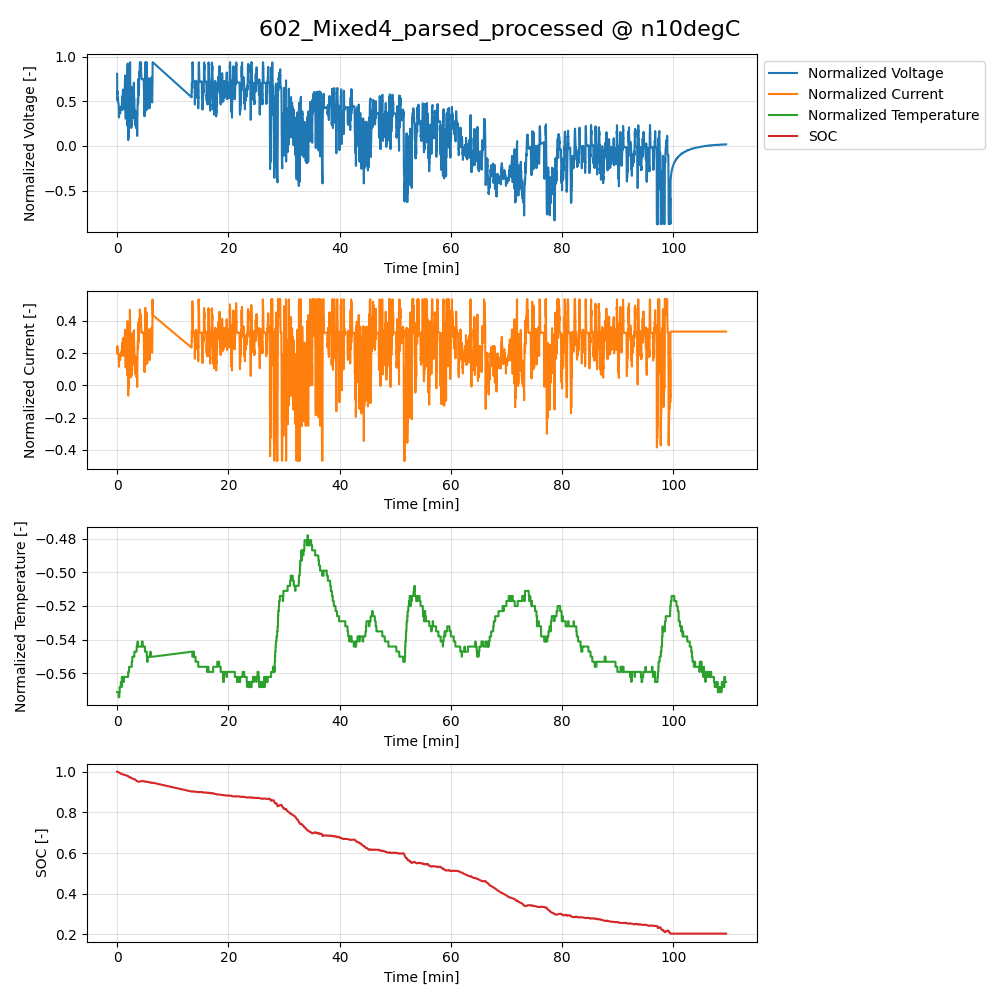 602_Mixed4_parsed_processed @ n10degC
Normalized Voltage [-]
1.0
0.5
0.0
−0.5
0 20 40 60 80 100
Time [min]
Normalized Voltage
Normalized Current
Normalized Temperature
SOC
Normalized Current [-]
0.4
0.2
0.0
−0.2
−0.4
0 20 40 60 80 100
Time [min]
Normalized Temperature [-]
−0.48
−0.50
−0.52
−0.54
−0.56
0 20 40 60 80 100
Time [min]
SOC [-]
1.0
0.8
0.6
0.4
0.2
0 20 40 60 80 100
Time [min]